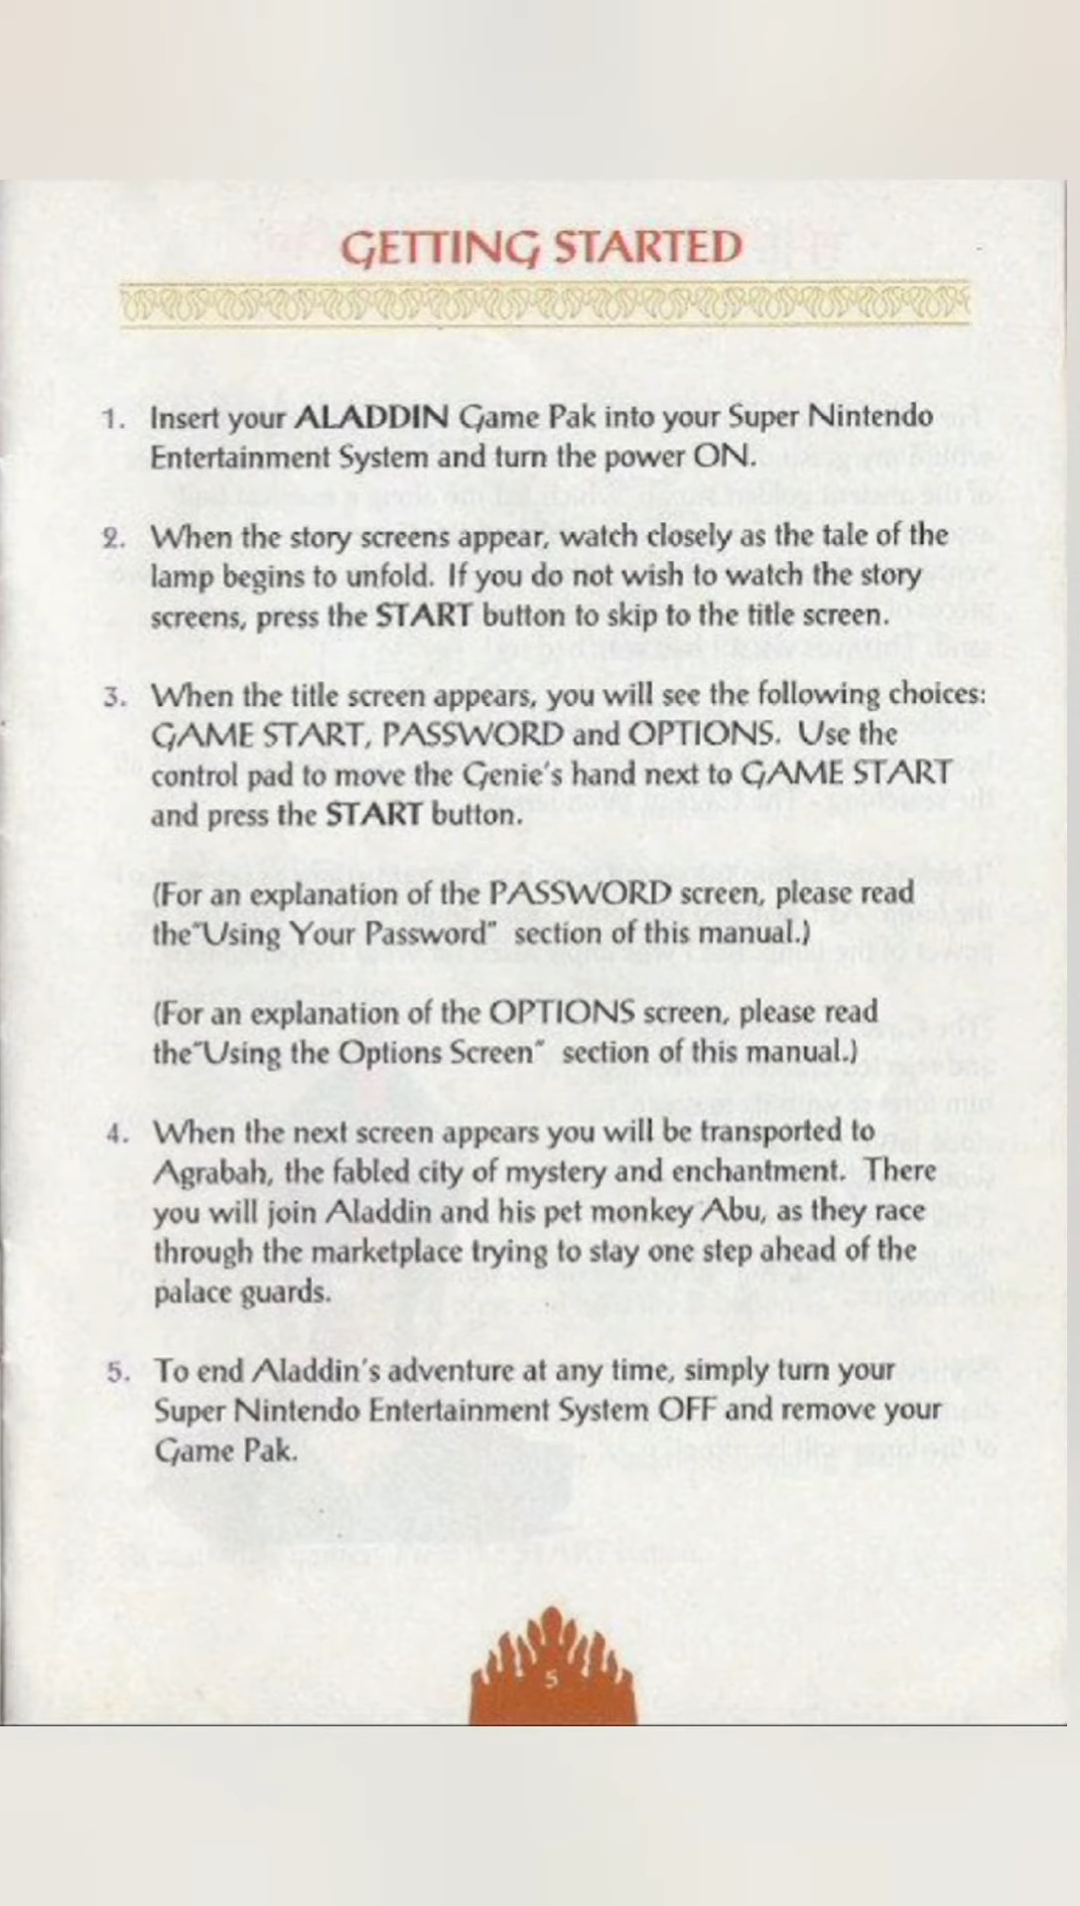 GETTING STARTED
1. Insert your ALADDIN Game Pak into your Super Nintendo
Entertainment System and turn the power ON.
2. When the story screens appear, watch closely as the tale of the
lamp begins to unfold. If you do not wish to watch the story
screens, press the START button to skip to the title screen.
3. When the title screen appears, you will see the following choices:
GAME START, PASSWORD and OPTIONS. Use the
control pad to move the Genie's hand next to GAME START
and press the START button.
(For an explanation of the PASSWORD screen, please read
the"Using Your Password" section of this manual.)
(For an explanation of the OPTIONS screen, please read
the"Using the Options Screen" section of this manual.)
4. When the next screen appears you will be transported to
Agrabah, the fabled city of mystery and enchantment. There
you will join Aladdin and his pet monkey Abu, as they race
through the marketplace trying to stay one step ahead of the
palace guards.
5. To end Aladdin's adventure at any time, simply turn your
Super Nintendo Entertainment System OFF and remove your
Game Pak.
5